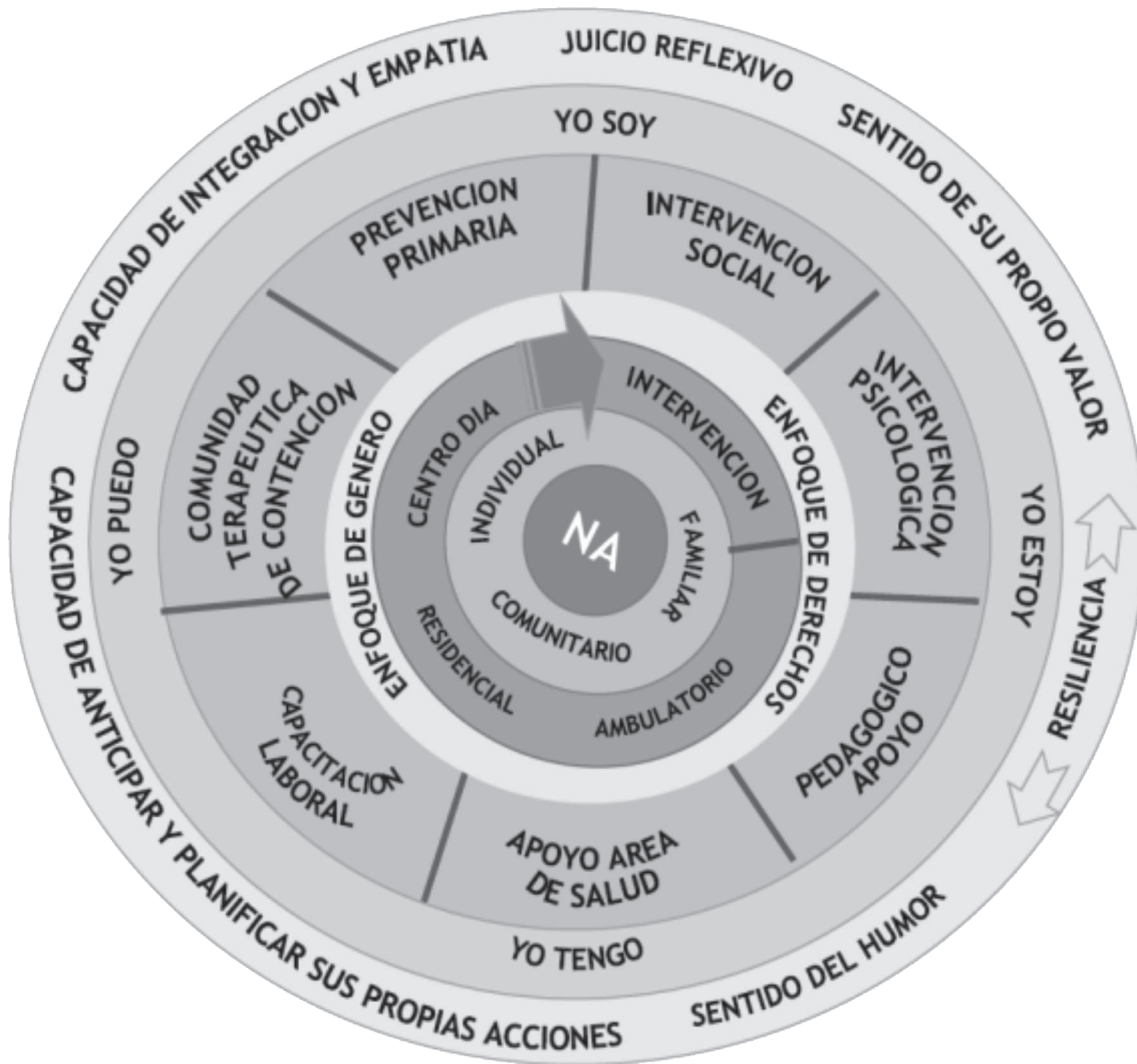 CAPACIDAD DE INTEGRACION Y EMPATIA
JUICIO REFLEXIVO
SENTIDO DE SU PROPIO VALOR
RESILIENCIA
SENTIDO DEL HUMOR
CAPACIDAD DE ANTICIPAR Y PLANIFICAR SUS PROPIAS ACCIONES
YO SOY
YO ESTOY
YO TENGO
YO PUEDO
PREVENCION
PRIMARIA
INTERVENCION
SOCIAL
INTERVENCION
PSICOLOGICA
PEDAGOGICO
APOYO
APOYO AREA
DE SALUD
CAPACITACION
LABORAL
COMUNIDAD
TERAPEUTICA
DE CONTENCION
ENFOQUE DE GENERO
ENFOQUE DE DERECHOS
CENTRO DIA
INTERVENCION
AMBULATORIO
RESIDENCIAL
INDIVIDUAL
FAMILIAR
COMUNITARIO
NA